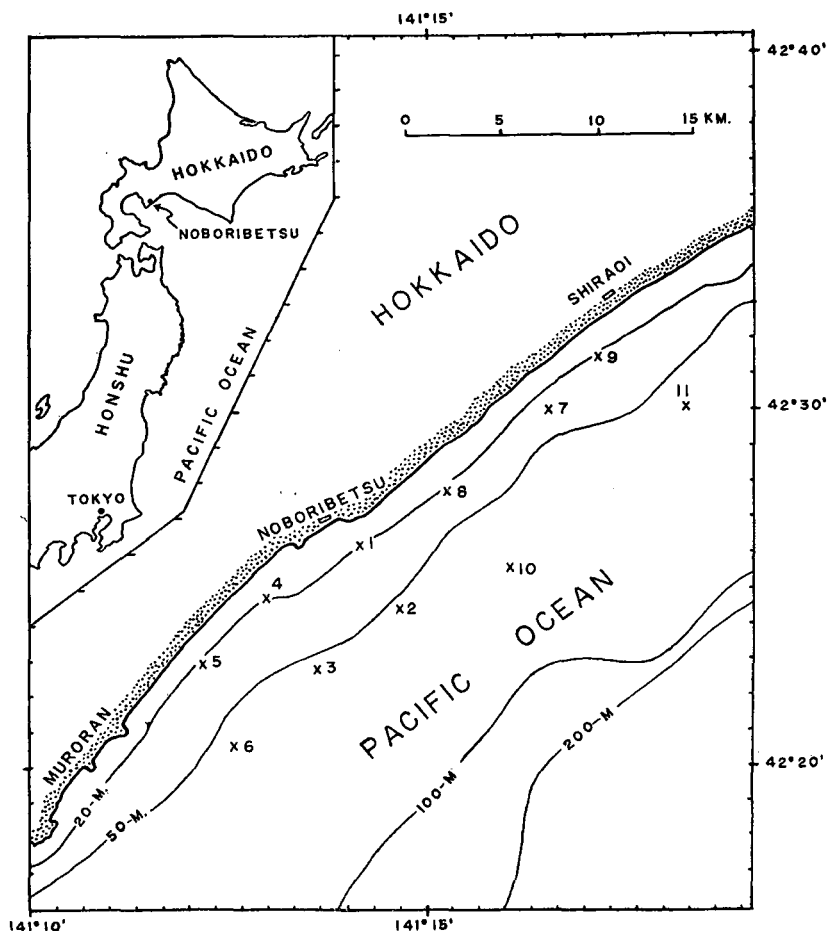 141°15'
42°40'
0 5 10 15 KM.
HOKKAIDO
NOBORIBETSU
HOKKAIDO
SHIRAOI
PACIFIC OCEAN
HONSHU
TOKYO
x9
11
x
x7
42°30'
NOBORIBETSU
x8
x1
x10
4
x
x2
x5
x3
PACIFIC OCEAN
x6
MURORAN
20-M.
50-M.
100-M
200-M
42°20'
141°10'
141°15'